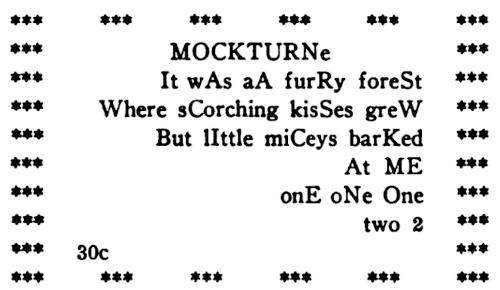 *** *** *** *** *** ***
*** MOCKTURNe ***
*** It wAs aA furRy foreSt ***
*** Where sCorching kisSes greW ***
*** But lIttle miCeys barKed ***
*** At ME ***
*** onE oNe One ***
*** two 2 ***
*** 30c ***
*** *** *** *** *** ***